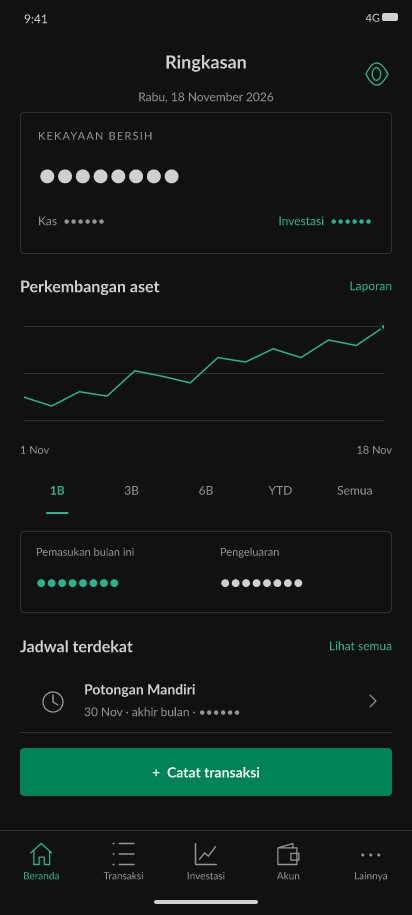 9:41
4G
Ringkasan
Rabu, 18 November 2026
KEKAYAAN BERSIH
●●●●●●●●
Kas ••••••
Investasi ••••••
Perkembangan aset
Laporan
1 Nov
18 Nov
1B
3B
6B
YTD
Semua
Pemasukan bulan ini
Pengeluaran
●●●●●●●●
●●●●●●●●
Jadwal terdekat
Lihat semua
Potongan Mandiri
30 Nov · akhir bulan · ••••••
+ Catat transaksi
Beranda
Transaksi
Investasi
Akun
Lainnya